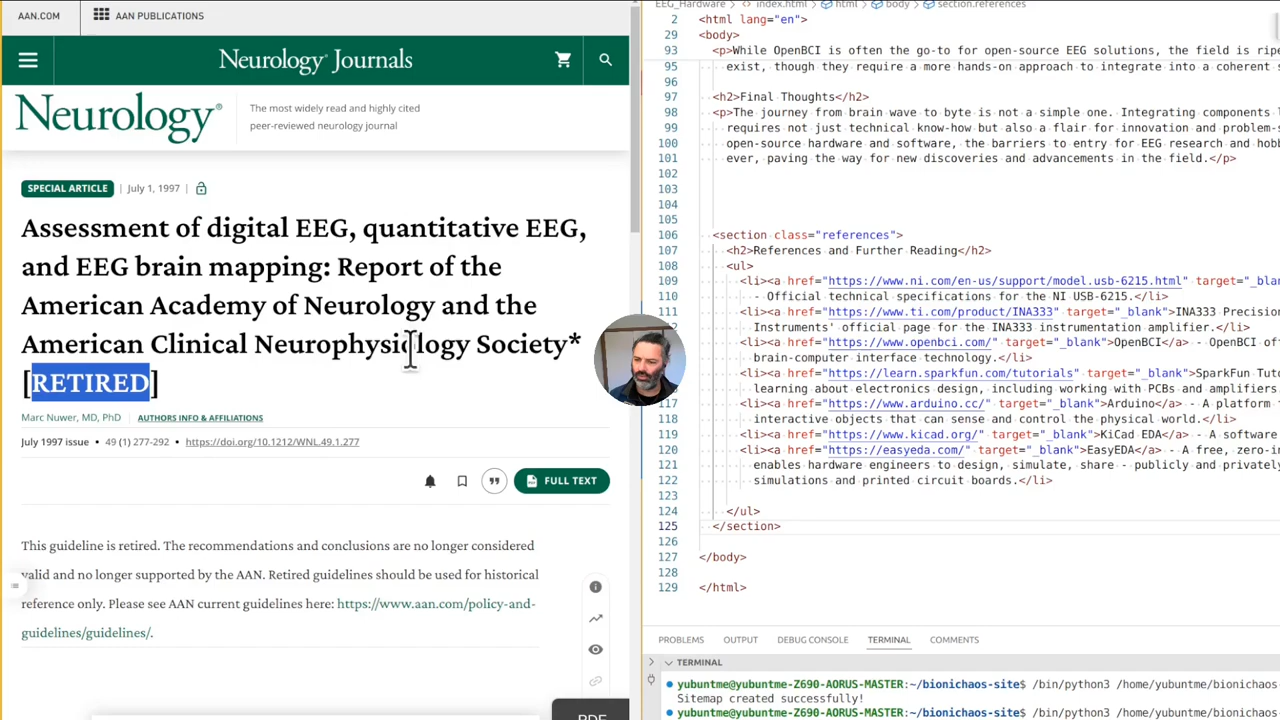 AAN.COM
AAN PUBLICATIONS
Neurology Journals
Neurology®
The most widely read and highly cited
peer-reviewed neurology journal
SPECIAL ARTICLE
July 1, 1997
Assessment of digital EEG, quantitative EEG,
and EEG brain mapping: Report of the
American Academy of Neurology and the
American Clinical Neurophysiology Society*
[RETIRED]
Marc Nuwer, MD, PhD
AUTHORS INFO & AFFILIATIONS
July 1997 issue • 49 (1) 277-292 • https://doi.org/10.1212/WNL.49.1.277
FULL TEXT
This guideline is retired. The recommendations and conclusions are no longer considered
valid and no longer supported by the AAN. Retired guidelines should be used for historical
reference only. Please see AAN current guidelines here: https://www.aan.com/policy-and-
guidelines/guidelines/.
PDF
EEG_Hardware > index.html > html > body > section.references
2 <html lang="en">
29 <body>
93 <p>While OpenBCI is often the go-to for open-source EEG solutions, the field is rip
95 exist, though they require a more hands-on approach to integrate into a coherent s
96
97 <h2>Final Thoughts</h2>
98 <p>The journey from brain wave to byte is not a simple one. Integrating components
99 requires not just technical know-how but also a flair for innovation and problem-s
100 open-source hardware and software, the barriers to entry for EEG research and hobb
101 ever, paving the way for new discoveries and advancements in the field.</p>
102
103
104
105
106 <section class="references">
107 <h2>References and Further Reading</h2>
108 <ul>
109 <li><a href="https://www.ni.com/en-us/support/model.usb-6215.html" target="_blan
110 - Official technical specifications for the NI USB-6215.</li>
111 <li><a href="https://www.ti.com/product/INA333" target="_blank">INA333 Precision
Instruments' official page for the INA333 instrumentation amplifier.</li>
<li><a href="https://www.openbci.com/" target="_blank">OpenBCI</a> - OpenBCI of
brain-computer interface technology.</li>
<li><a href="https://learn.sparkfun.com/tutorials" target="_blank">SparkFun Tut
learning about electronics design, including working with PCBs and amplifiers
117 <li><a href="https://www.arduino.cc/" target="_blank">Arduino</a> - A platform
118 interactive objects that can sense and control the physical world.</li>
119 <li><a href="https://www.kicad.org/" target="_blank">KiCad EDA</a> - A software
120 <li><a href="https://easyeda.com/" target="_blank">EasyEDA</a> - A free, zero-in
121 enables hardware engineers to design, simulate, share - publicly and privately
122 simulations and printed circuit boards.</li>
123
124 </ul>
125 </section>
126
127 </body>
128
129 </html>
PROBLEMS OUTPUT DEBUG CONSOLE TERMINAL COMMENTS
TERMINAL
yubuntme@yubuntme-Z690-AORUS-MASTER:~/bionichaos-site$ /bin/python3 /home/yubuntme/bionichaos-
Sitemap created successfully!
yubuntme@yubuntme-Z690-AORUS-MASTER:~/bionichaos-site$ /bin/python3 /home/yubuntme/bionichaos-